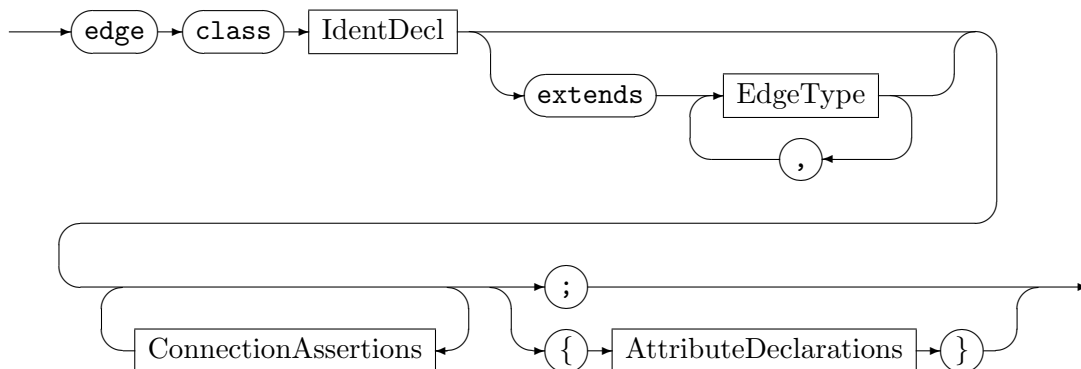 edge class IdentDecl
extends EdgeType
,
;
ConnectionAssertions { AttributeDeclarations }